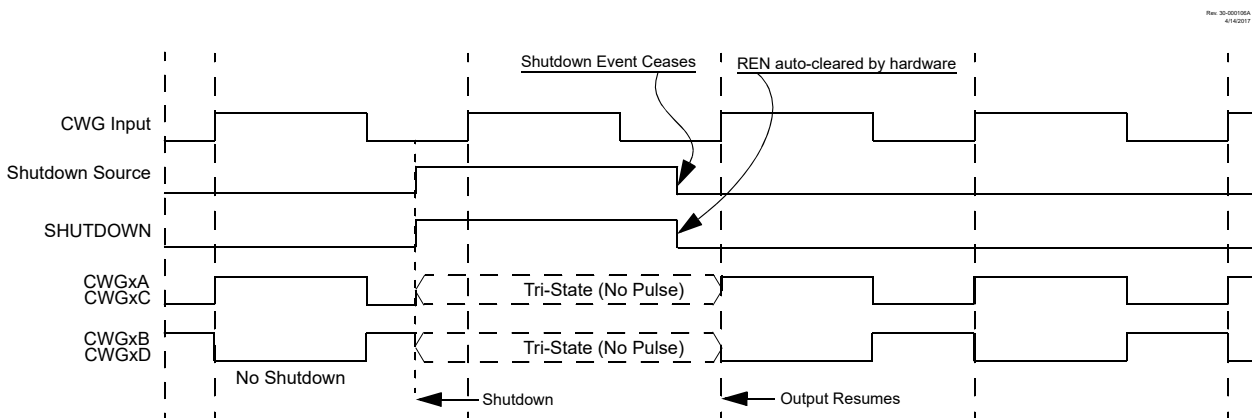 Rev. 30-000106A
4/14/2017
Shutdown Event Ceases
REN auto-cleared by hardware
CWG Input
Shutdown Source
SHUTDOWN
CWGxA
CWGxC
Tri-State (No Pulse)
CWGxB
CWGxD
Tri-State (No Pulse)
No Shutdown
Shutdown
Output Resumes